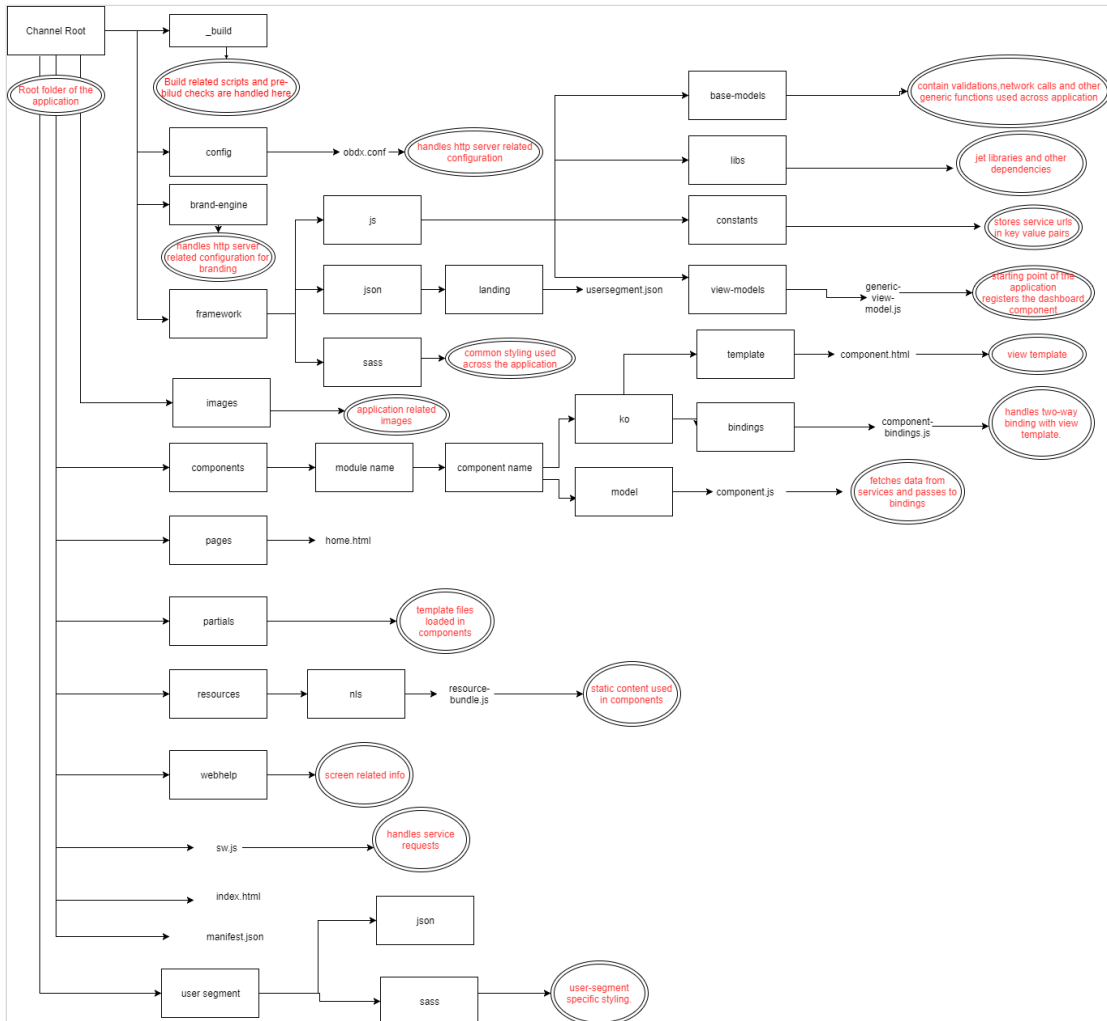 Channel Root
_build
Root folder of the
application
Build related scripts and pre-
bilud checks are handled here
base-models
contain validations,network calls and other
generic functions used across application
config
obdx.conf
handles http server related
configuration
libs
jet libraries and other
dependencies
brand-engine
js
constants
stores service urls
in key value pairs
handles http server
related configuration for
branding
framework
json
landing
usersegment.json
view-models
generic-
view-
model.js
starting point of the
application
registers the dashboard
component
sass
common styling used
across the application
template
component.html
view template
images
application related
images
ko
bindings
component-
bindings.js
handles two-way
binding with view
template.
components
module name
component name
model
component.js
fetches data from
services and passes to
bindings
pages
home.html
partials
template files
loaded in
components
resources
nls
resource-
bundle.js
static content used
in components
webhelp
screen related info
sw.js
handles service
requests
index.html
manifest.json
json
user segment
sass
user-segment
specific styling.